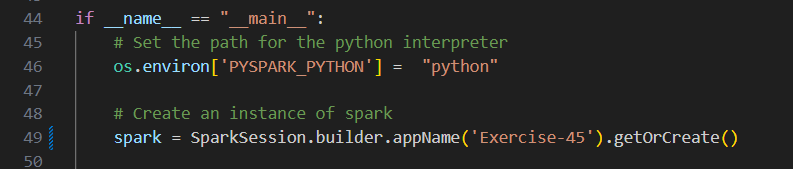 44 if __name__ == "__main__":
45 # Set the path for the python interpreter
46 os.environ['PYSPARK_PYTHON'] =  "python"
47
48 # Create an instance of spark
49 spark = SparkSession.builder.appName('Exercise-45').getOrCreate()
50